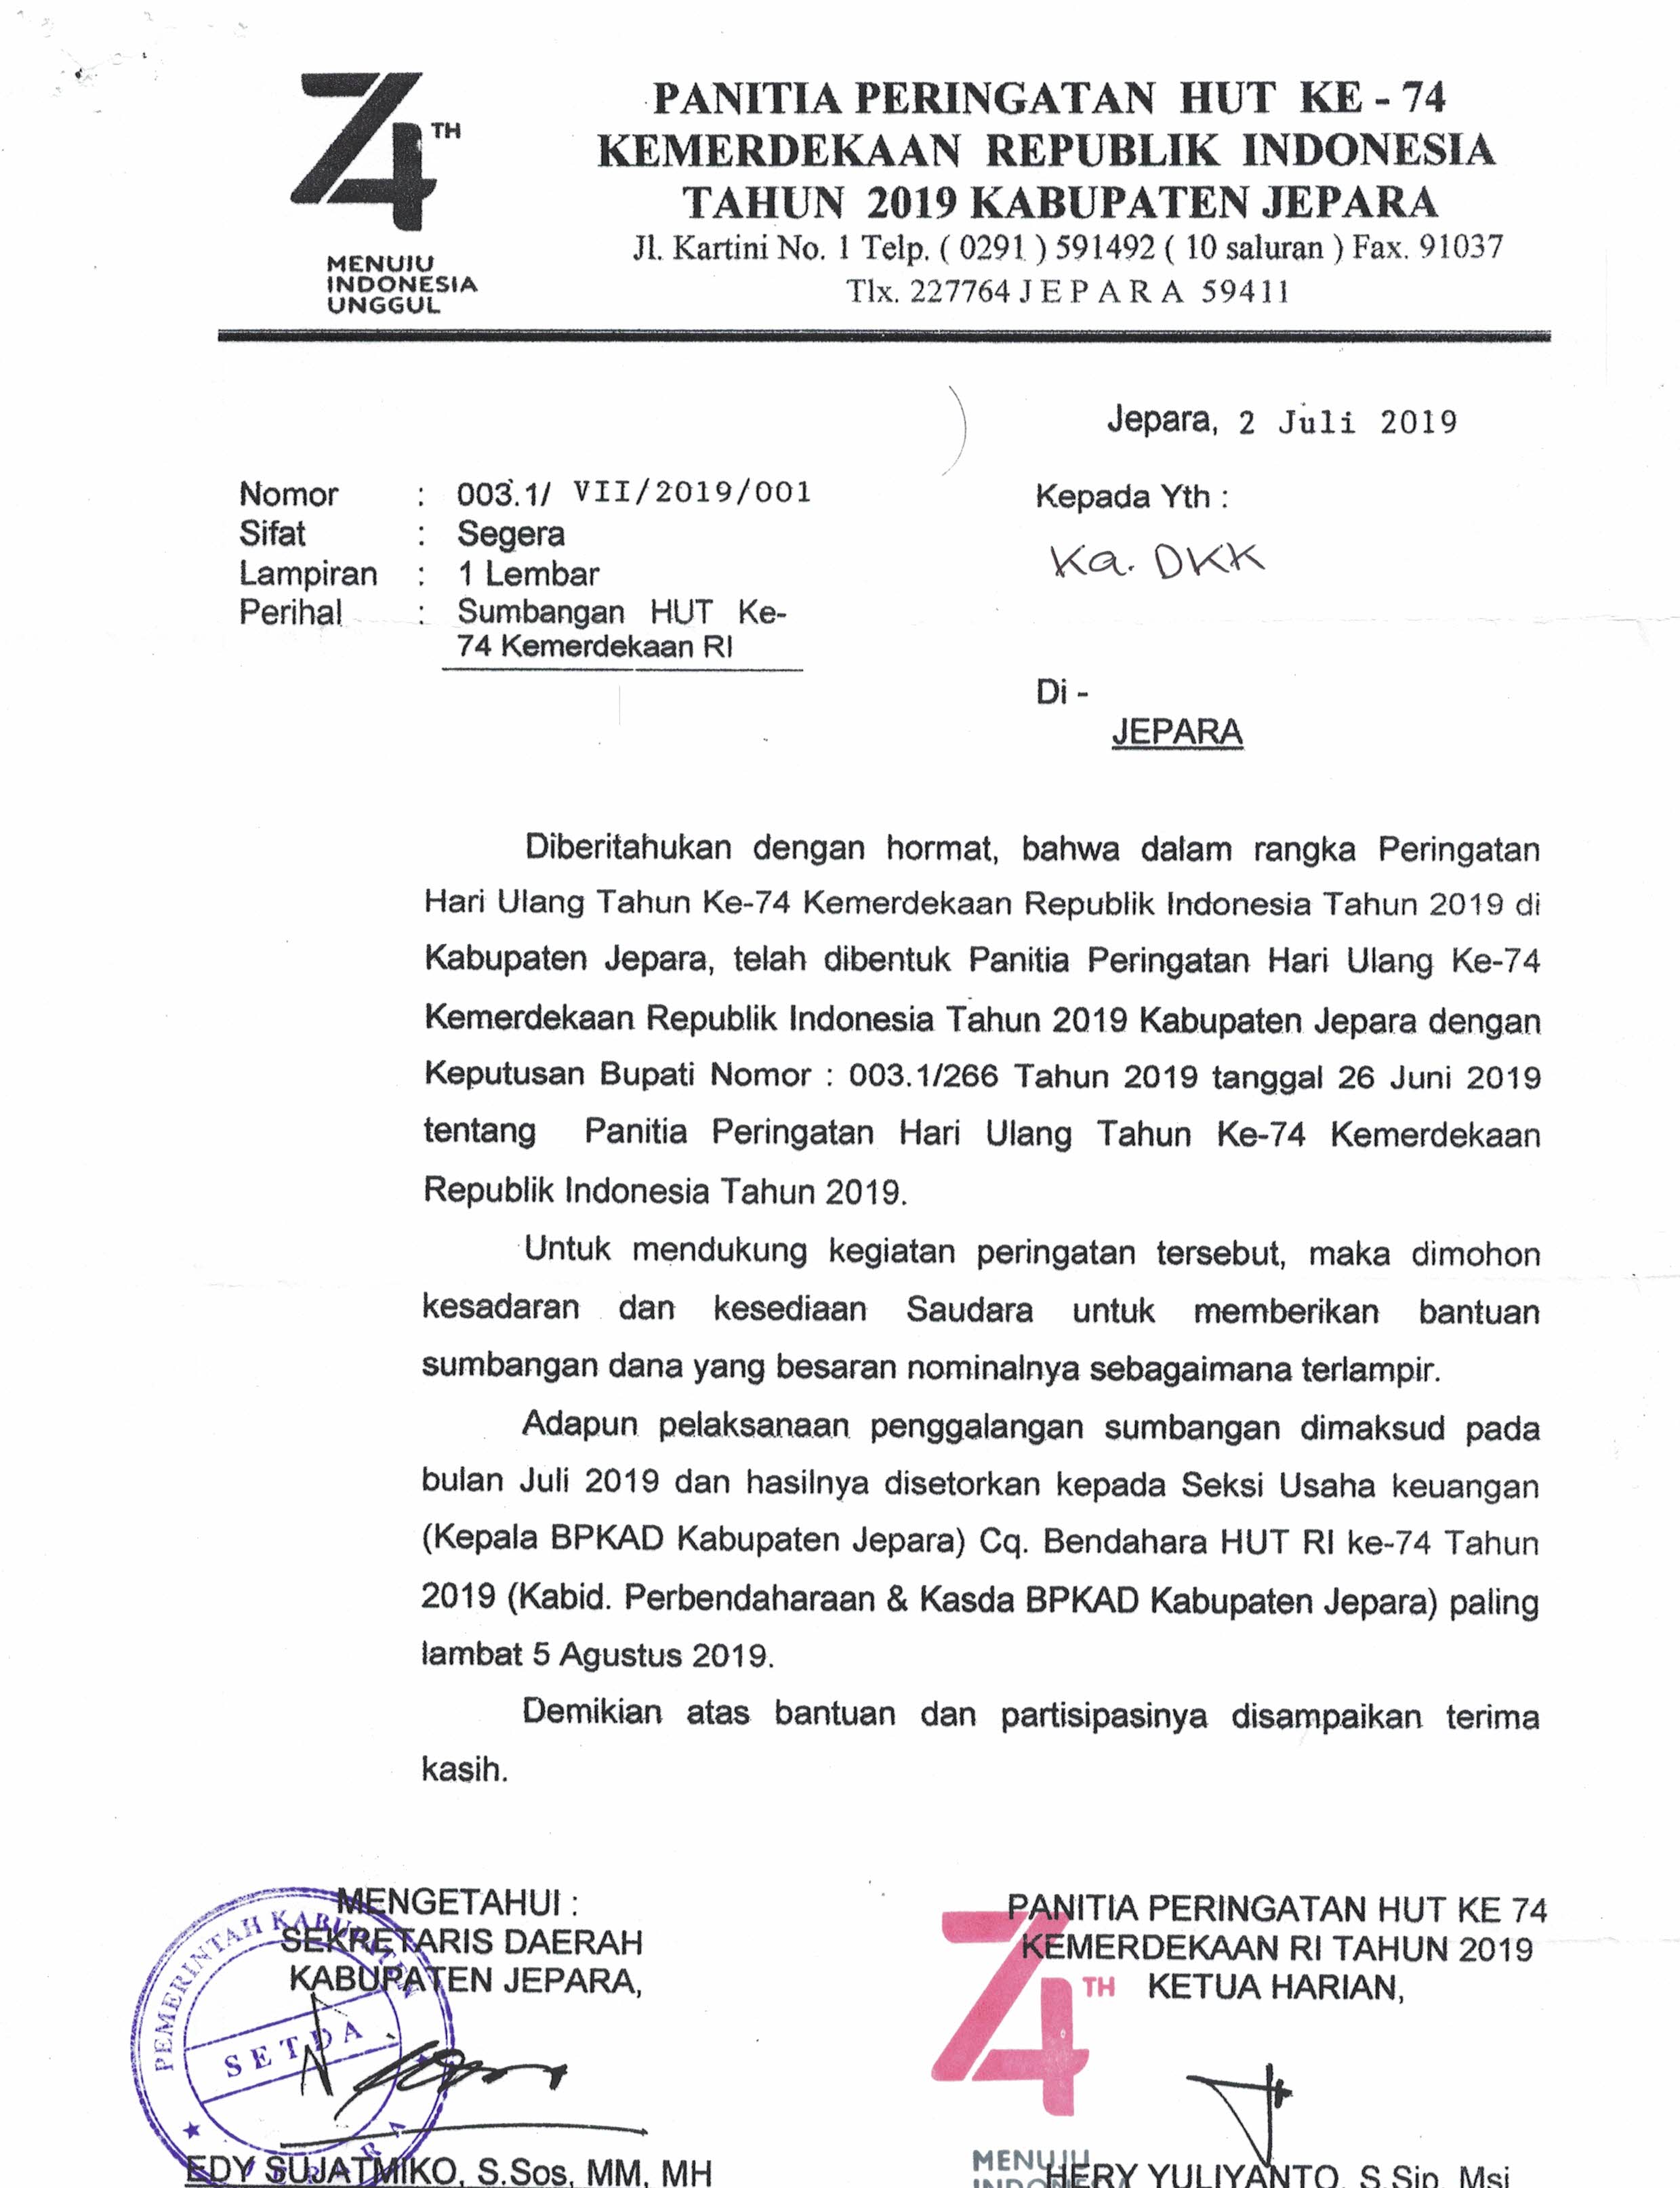 74 TH
MENUJU
INDONESIA
UNGGUL
PANITIA PERINGATAN HUT KE - 74
KEMERDEKAAN REPUBLIK INDONESIA
TAHUN 2019 KABUPATEN JEPARA
Jl. Kartini No. 1 Telp. ( 0291 ) 591492 ( 10 saluran ) Fax. 91037
Tlx. 227764 J E P A R A 59411
Jepara, 2 Juli 2019
Nomor : 003.1/ VII/2019/001
Sifat : Segera
Lampiran : 1 Lembar
Perihal : Sumbangan HUT Ke-
74 Kemerdekaan RI
Kepada Yth :
Ka. DKK
Di -
JEPARA
Diberitahukan dengan hormat, bahwa dalam rangka Peringatan
Hari Ulang Tahun Ke-74 Kemerdekaan Republik Indonesia Tahun 2019 di
Kabupaten Jepara, telah dibentuk Panitia Peringatan Hari Ulang Ke-74
Kemerdekaan Republik Indonesia Tahun 2019 Kabupaten Jepara dengan
Keputusan Bupati Nomor : 003.1/266 Tahun 2019 tanggal 26 Juni 2019
tentang Panitia Peringatan Hari Ulang Tahun Ke-74 Kemerdekaan
Republik Indonesia Tahun 2019.
Untuk mendukung kegiatan peringatan tersebut, maka dimohon
kesadaran dan kesediaan Saudara untuk memberikan bantuan
sumbangan dana yang besaran nominalnya sebagaimana terlampir.
Adapun pelaksanaan penggalangan sumbangan dimaksud pada
bulan Juli 2019 dan hasilnya disetorkan kepada Seksi Usaha keuangan
(Kepala BPKAD Kabupaten Jepara) Cq. Bendahara HUT RI ke-74 Tahun
2019 (Kabid. Perbendaharaan & Kasda BPKAD Kabupaten Jepara) paling
lambat 5 Agustus 2019.
Demikian atas bantuan dan partisipasinya disampaikan terima
kasih.
MENGETAHUI :
SEKRETARIS DAERAH
KABUPATEN JEPARA,
PEMERINTAH KABUPATEN
SETDA
JEPARA
EDY SUJATMIKO, S.Sos, MM, MH
PANITIA PERINGATAN HUT KE 74
KEMERDEKAAN RI TAHUN 2019
KETUA HARIAN,
74 TH
MENUJU
HERY YULIYANTO, S.Sip, Msi